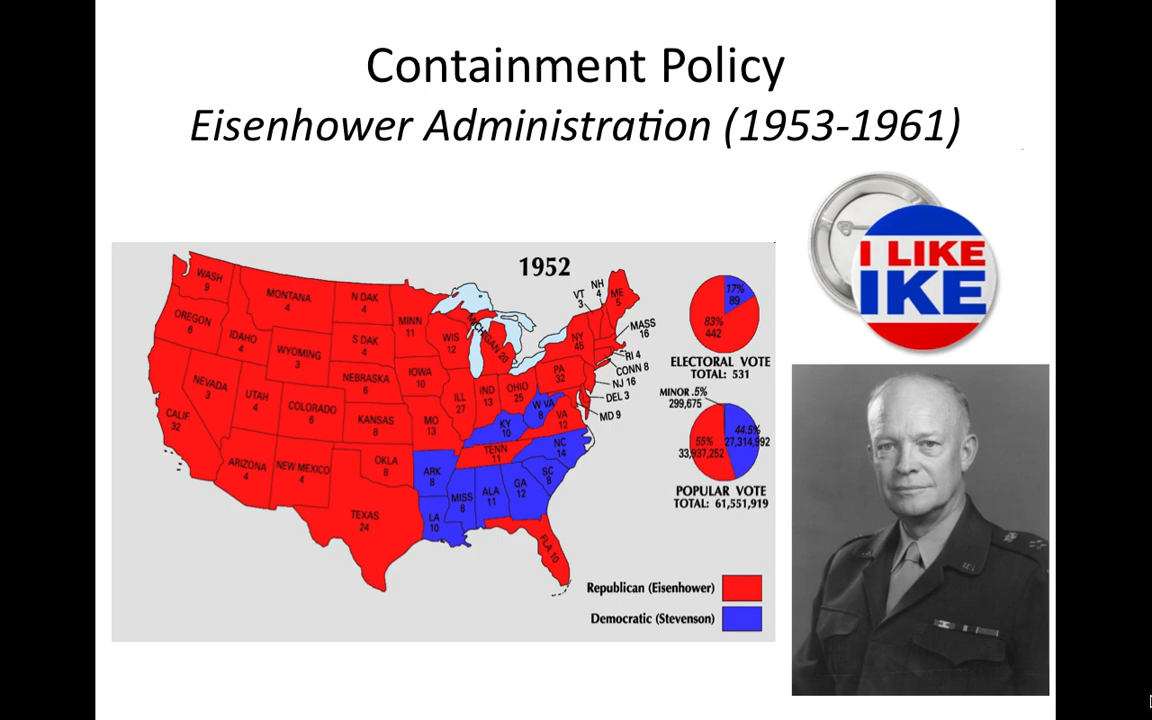 Containment Policy
Eisenhower Administration (1953-1961)
I LIKE
IKE
1952
WASH
9
OREGON
6
CALIF
32
NEVADA
3
IDAHO
4
MONTANA
4
WYOMING
3
UTAH
4
COLORADO
6
ARIZONA
4
NEW MEXICO
4
N DAK
4
S DAK
4
NEBRASKA
6
KANSAS
8
OKLA
8
TEXAS
24
MINN
11
IOWA
10
MO
13
ARK
8
LA
10
WIS
12
ILL
27
MICHIGAN 20
IND
13
OHIO
25
KY
10
TENN
11
MISS
8
ALA
11
GA
12
FLA 10
SC
8
NC
14
VA
12
W VA
8
PA
32
NY
45
VT
3
NH
4
ME
5
MASS
16
RI 4
CONN 8
NJ 16
DEL 3
MD 9
17%
89
83%
442
ELECTORAL VOTE
TOTAL: 531
MINOR .5%
299,675
44.5%
27,314,992
55%
33,937,252
POPULAR VOTE
TOTAL: 61,551,919
Republican (Eisenhower)
Democratic (Stevenson)